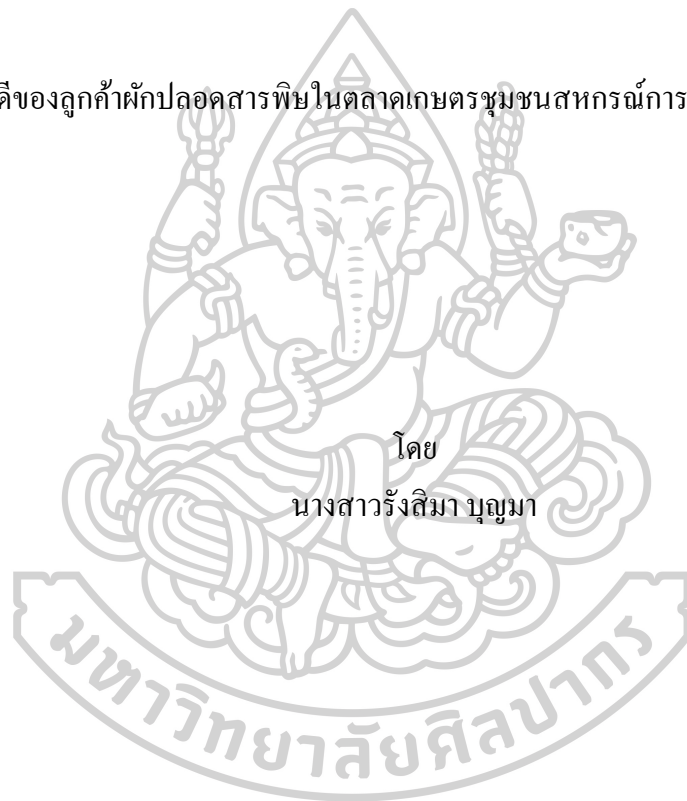 ดีของลูกค้าผักปลอดสารพิษในตลาดเกษตรชุมชนสหกรณ์การ
โดย
นางสาวรังสิมา บุญมา
มหาวิทยาลัยศิลปากร